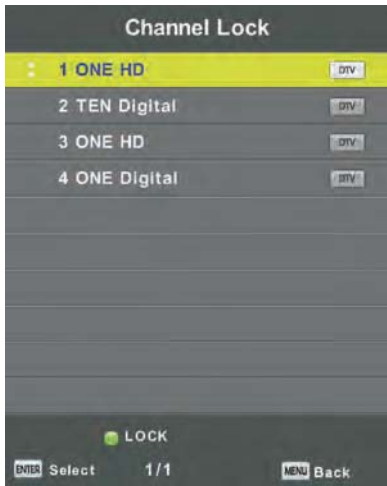 Channel Lock
1 ONE HD DTV
2 TEN Digital DTV
3 ONE HD DTV
4 ONE Digital DTV
LOCK
ENTER Select 1/1 MENU Back